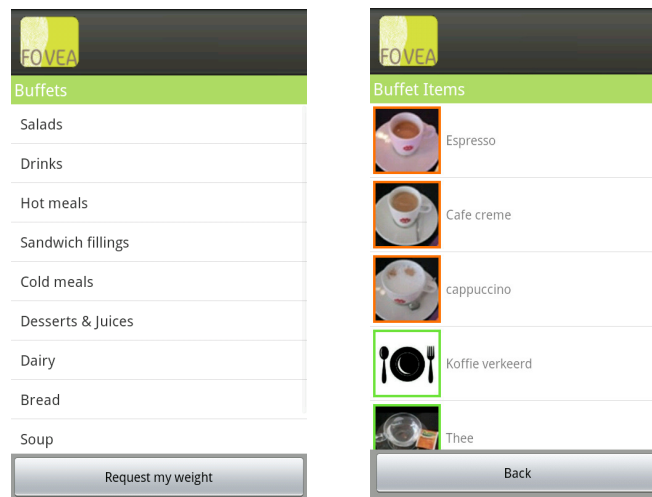 FOVEA
Buffets
Salads
Drinks
Hot meals
Sandwich fillings
Cold meals
Desserts & Juices
Dairy
Bread
Soup
Request my weight
FOVEA
Buffet Items
Espresso
Cafe creme
cappuccino
Koffie verkeerd
Thee
Back